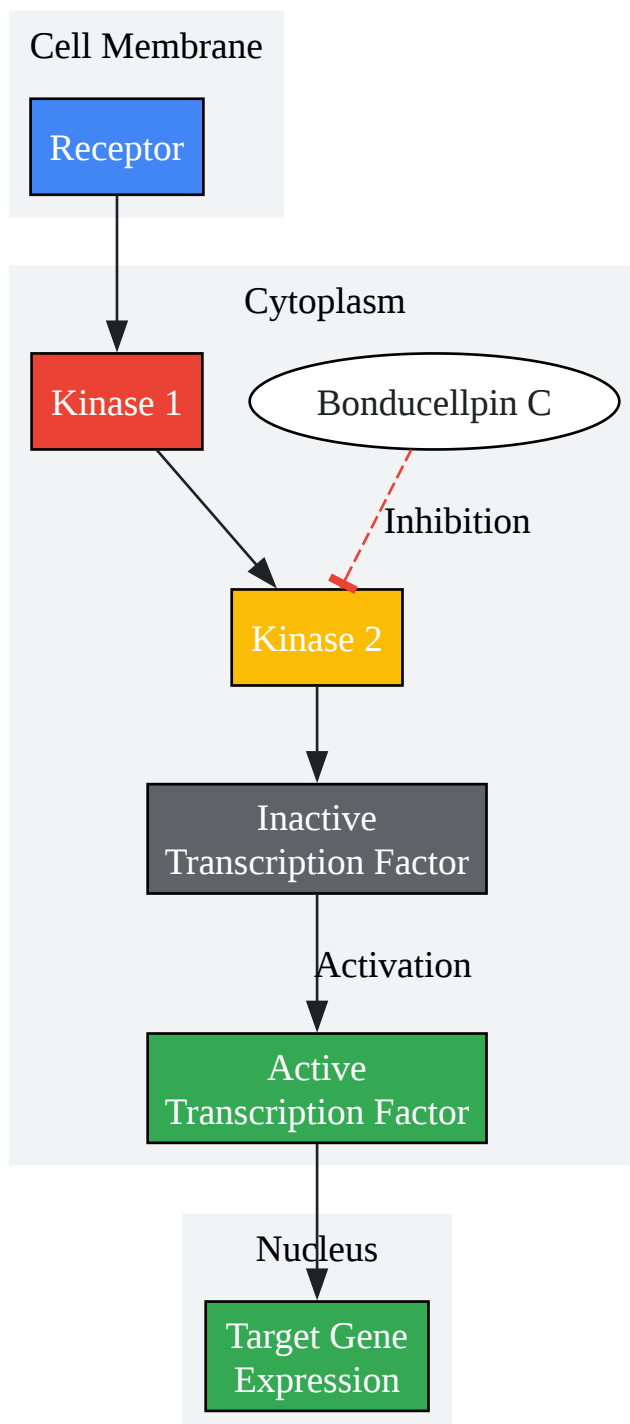 Cell Membrane
Receptor
Cytoplasm
Kinase 1
Bonducellpin C
Inhibition
Kinase 2
Inactive
Transcription Factor
Activation
Active
Transcription Factor
Nucleus
Target Gene
Expression